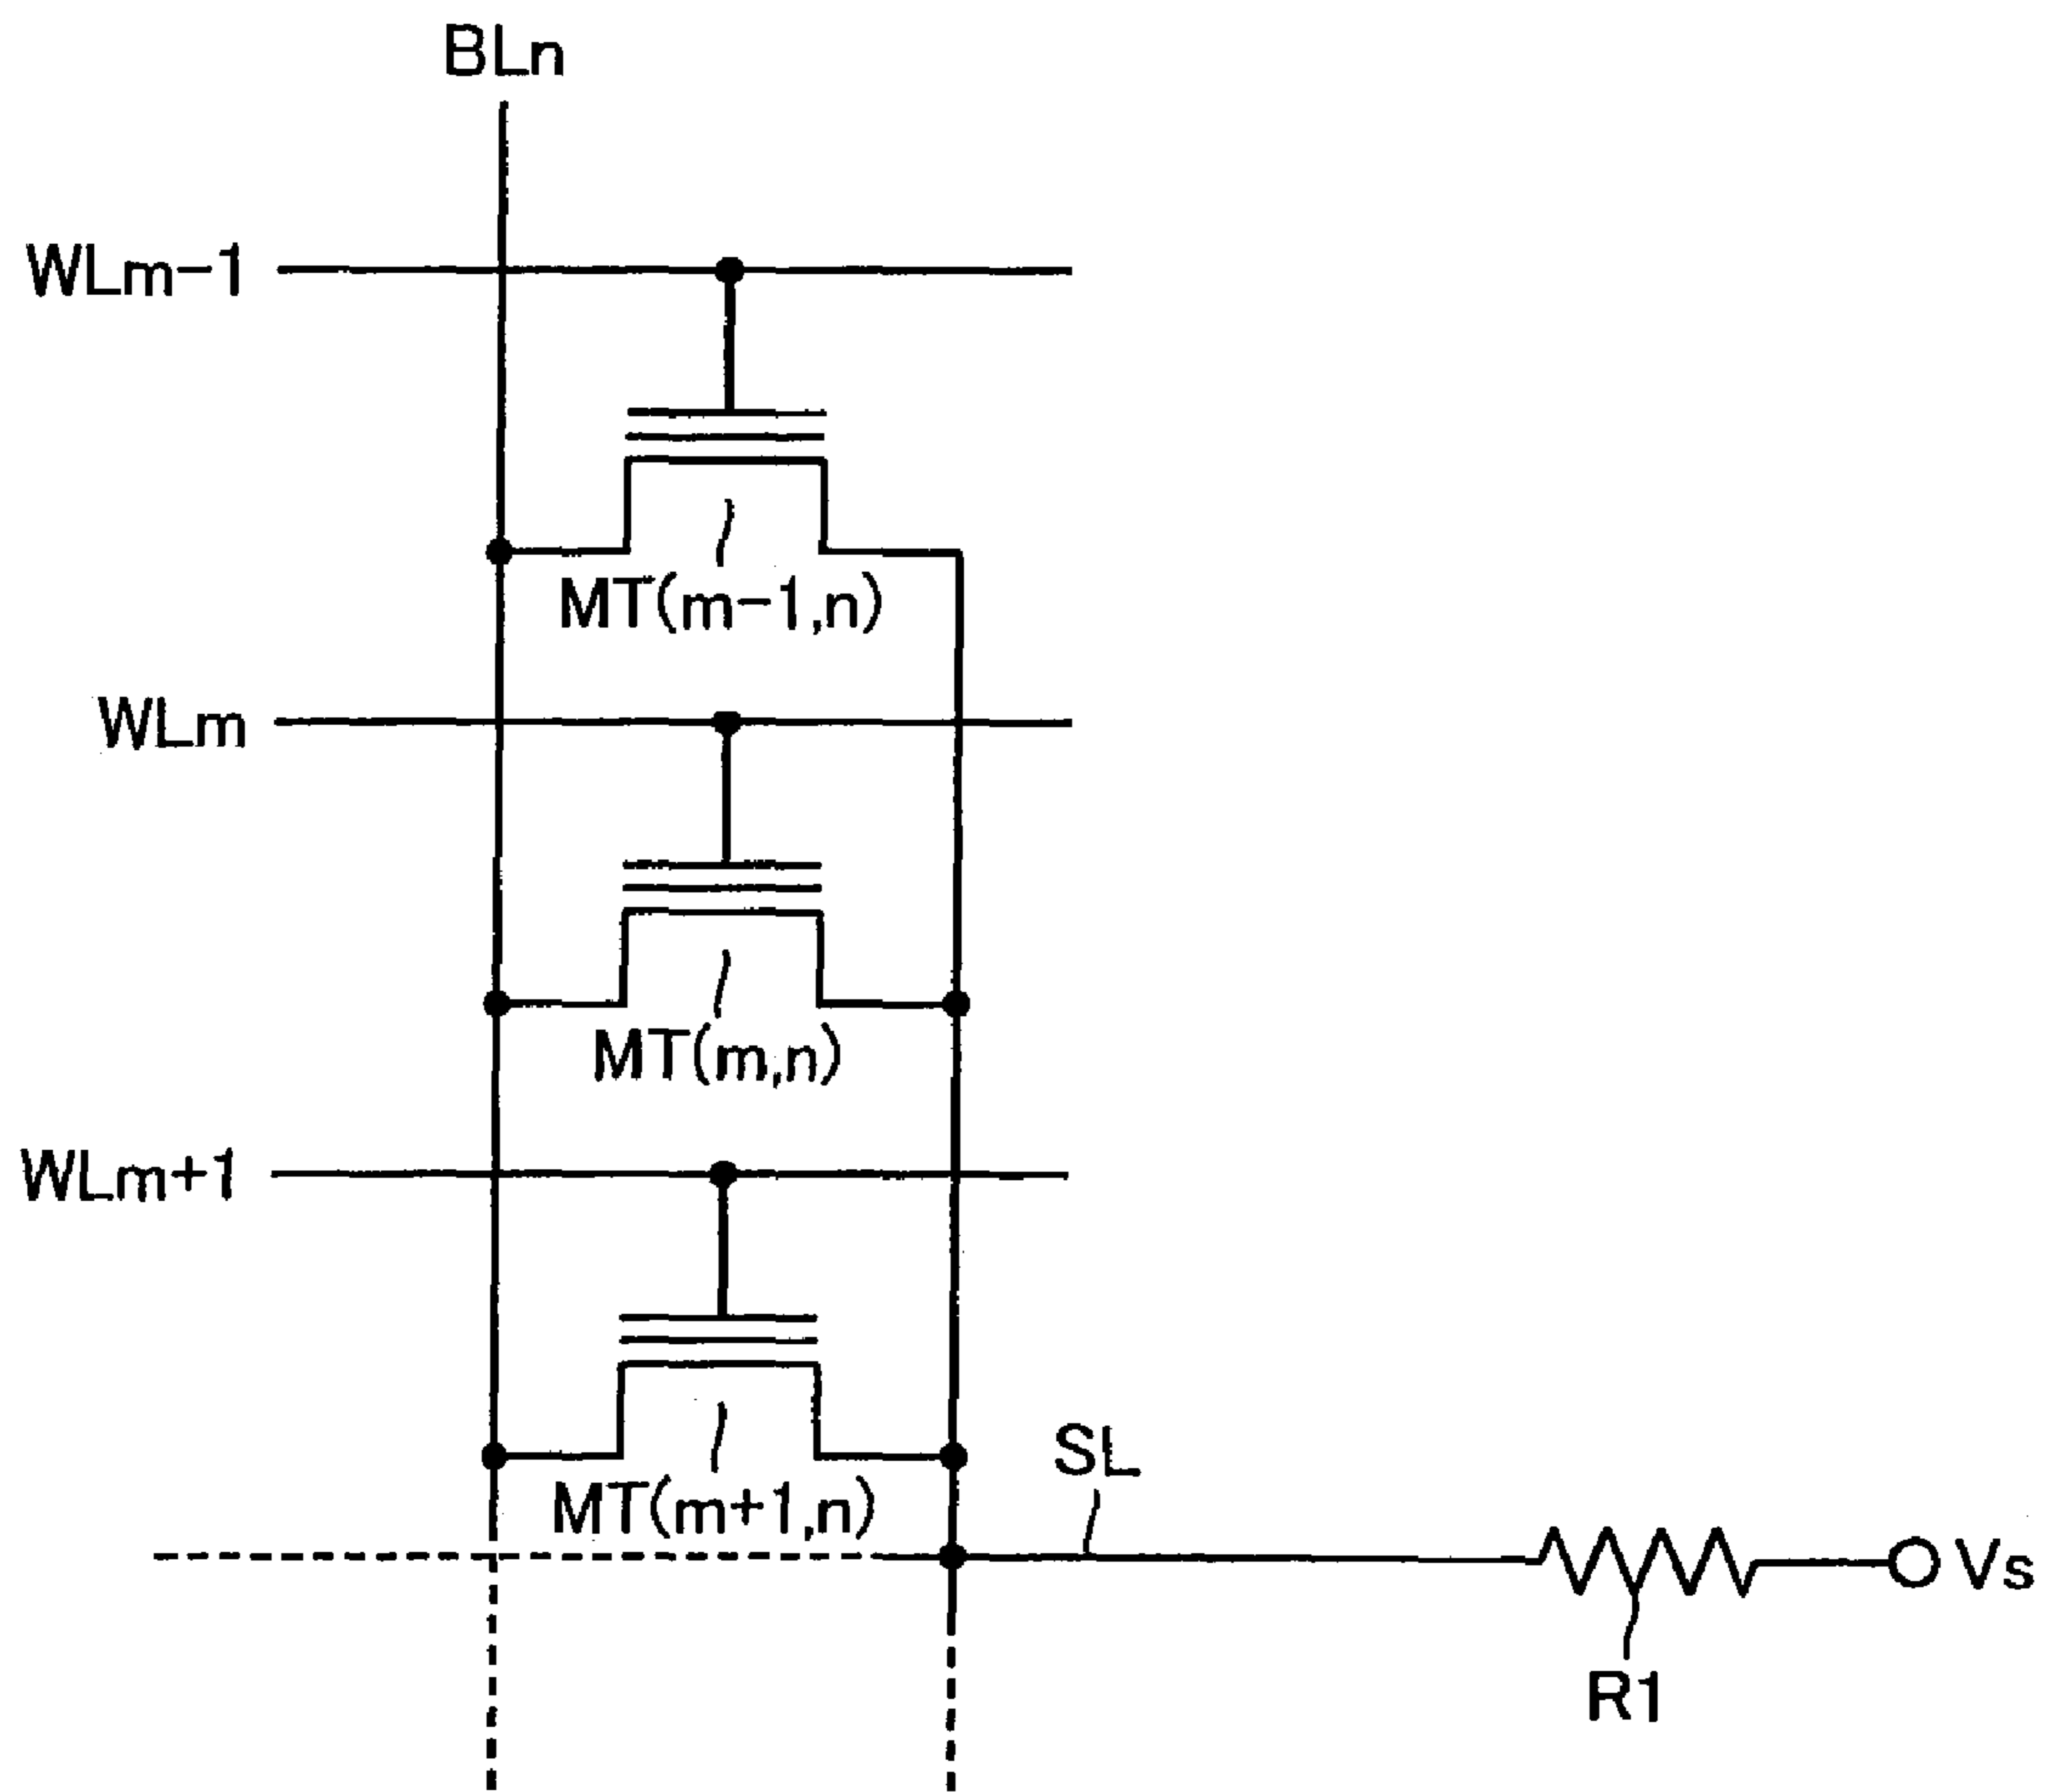 BLn
WLm-1
MT(m-1,n)
WLm
MT(m,n)
WLm+1
SL
MT(m+1,n)
Vs
R1